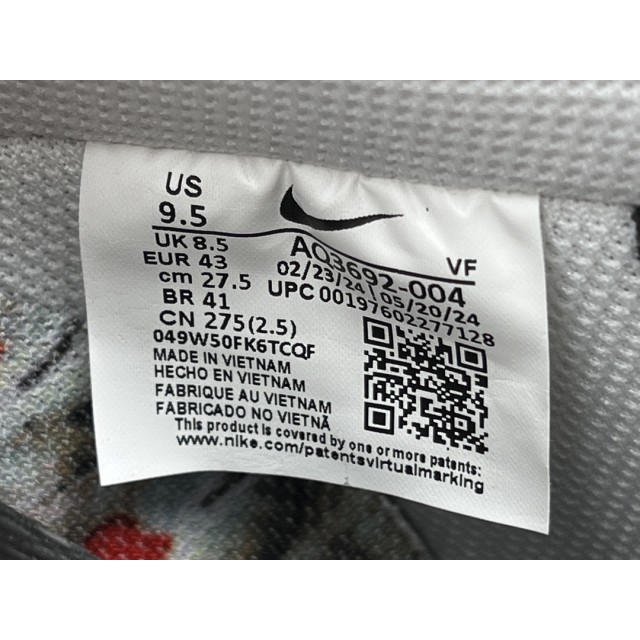 US
9.5
UK 8.5
EUR 43
cm 27.5
BR 41
CN 275(2.5)
AQ3692-004
VF
02/23/24 | 05/20/24
UPC 00197602277128
049W50FK6TCQF
MADE IN VIETNAM
HECHO EN VIETNAM
FABRIQUE AU VIETNAM
FABRICADO NO VIETNÃ
This product is covered by one or more patents:
www.nike.com/patentsvirtualmarking